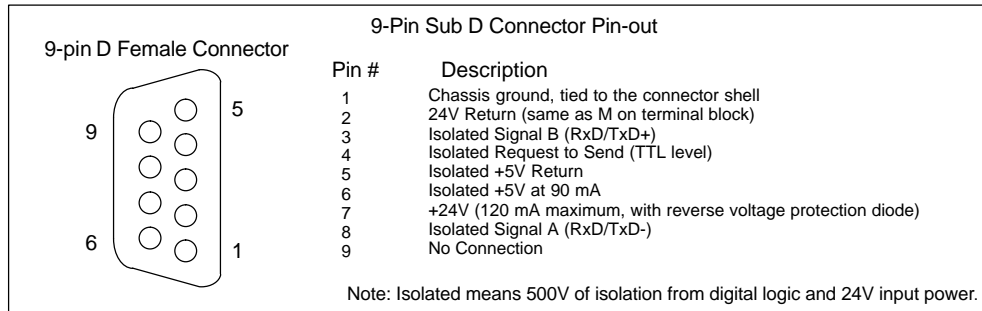 9-Pin Sub D Connector Pin-out
9-pin D Female Connector
5
9
6
1
Pin # Description
1 Chassis ground, tied to the connector shell
2 24V Return (same as M on terminal block)
3 Isolated Signal B (RxD/TxD+)
4 Isolated Request to Send (TTL level)
5 Isolated +5V Return
6 Isolated +5V at 90 mA
7 +24V (120 mA maximum, with reverse voltage protection diode)
8 Isolated Signal A (RxD/TxD-)
9 No Connection
Note: Isolated means 500V of isolation from digital logic and 24V input power.